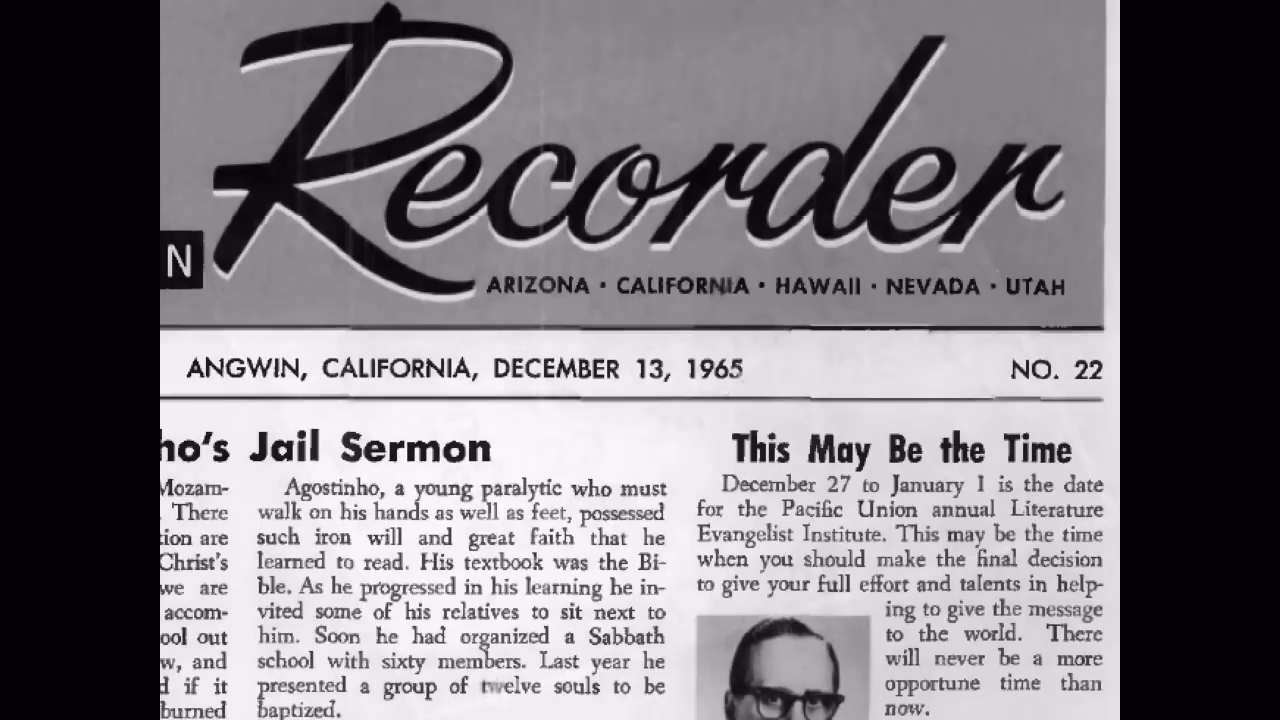 Recorder
N
ARIZONA · CALIFORNIA · HAWAII · NEVADA · UTAH
ANGWIN, CALIFORNIA, DECEMBER 13, 1965
NO. 22
ho's Jail Sermon
Mozam-
. There
tion are
Christ's
we are
accom-
ool out
w, and
d if it
burned
Agostinho, a young paralytic who must
walk on his hands as well as feet, possessed
such iron will and great faith that he
learned to read. His textbook was the Bi-
ble. As he progressed in his learning he in-
vited some of his relatives to sit next to
him. Soon he had organized a Sabbath
school with sixty members. Last year he
presented a group of twelve souls to be
baptized.
This May Be the Time
December 27 to January 1 is the date
for the Pacific Union annual Literature
Evangelist Institute. This may be the time
when you should make the final decision
to give your full effort and talents in help-
ing to give the message
to the world. There
will never be a more
opportune time than
now.